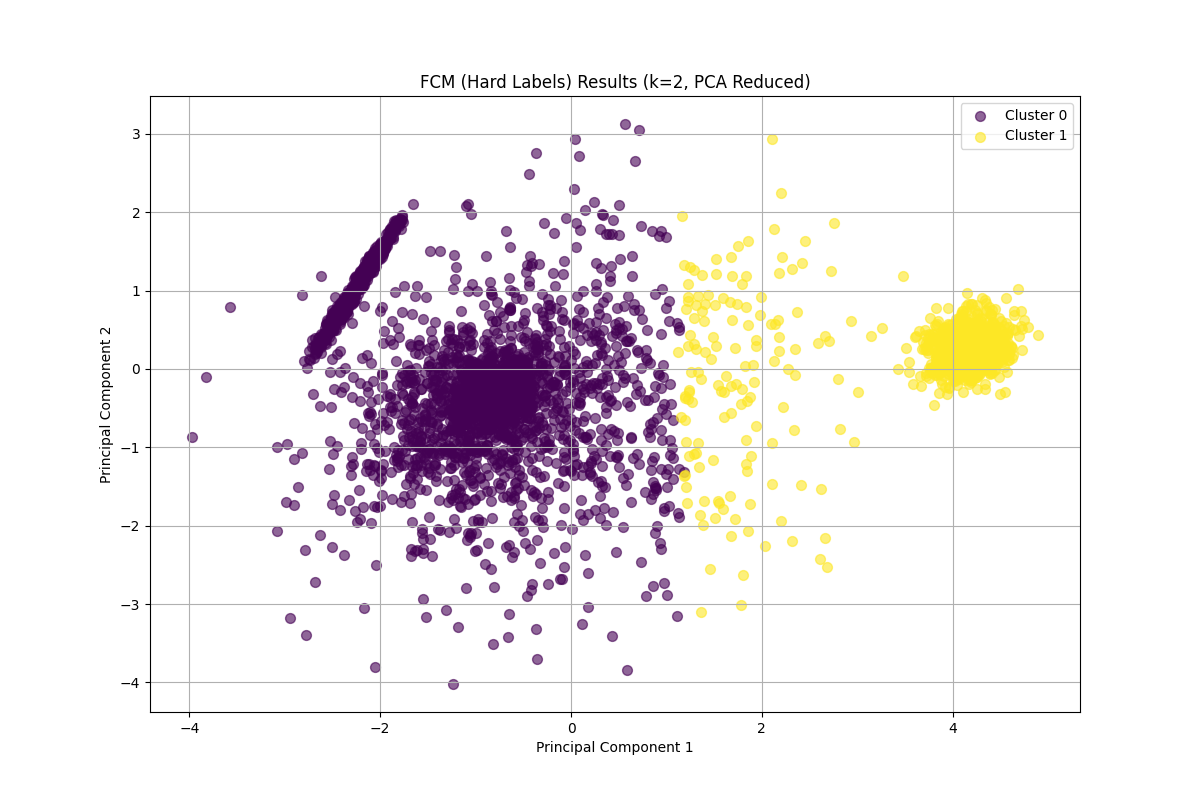 FCM (Hard Labels) Results (k=2, PCA Reduced)
Cluster 0
Cluster 1
3
2
1
0
−1
−2
−3
−4
Principal Component 2
−4
−2
0
2
4
Principal Component 1